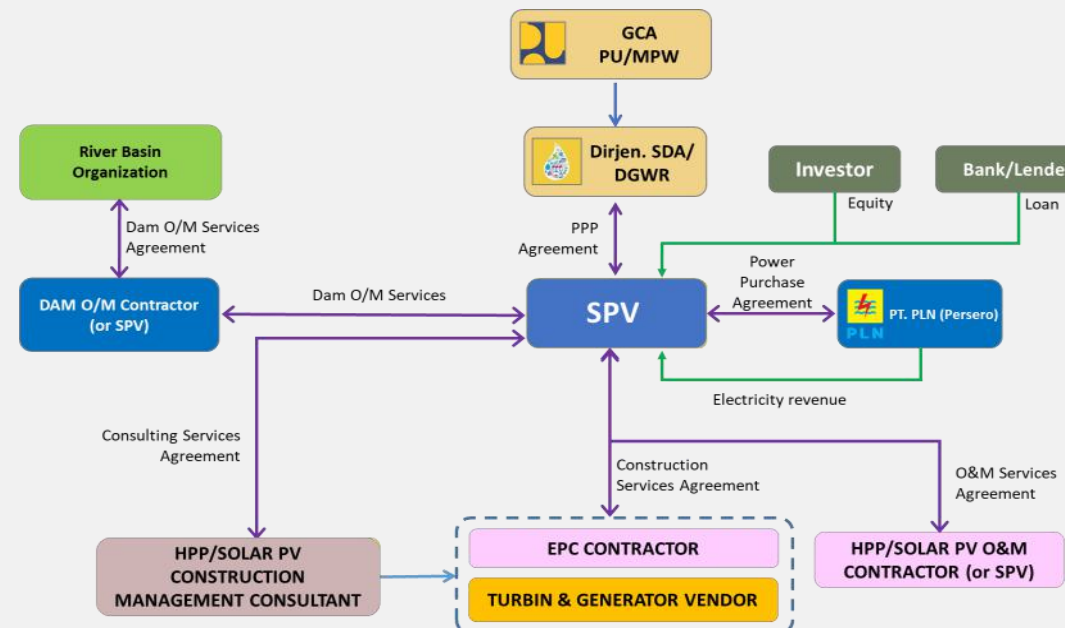 GCA
PU/MPW
River Basin
Organization
Dirjen. SDA/
DGWR
Investor
Bank/Lende
Equity
Loan
Dam O/M Services
Agreement
PPP
Agreement
Power
Purchase
Agreement
DAM O/M Contractor
(or SPV)
Dam O/M Services
SPV
PLN
PT. PLN (Persero)
Electricity revenue
Consulting Services
Agreement
Construction
Services Agreement
O&M Services
Agreement
HPP/SOLAR PV
CONSTRUCTION
MANAGEMENT CONSULTANT
EPC CONTRACTOR
TURBIN & GENERATOR VENDOR
HPP/SOLAR PV O&M
CONTRACTOR (or SPV)